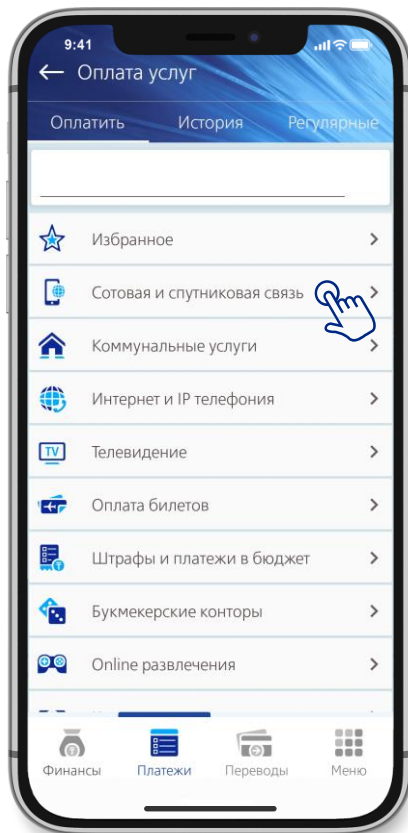 9:41
← Оплата услуг
Оплатить История Регулярные
Избранное
Сотовая и спутниковая связь
Коммунальные услуги
Интернет и IP телефония
TV Телевидение
Оплата билетов
Штрафы и платежи в бюджет
Букмекерские конторы
Online развлечения
Финансы Платежи Переводы Меню